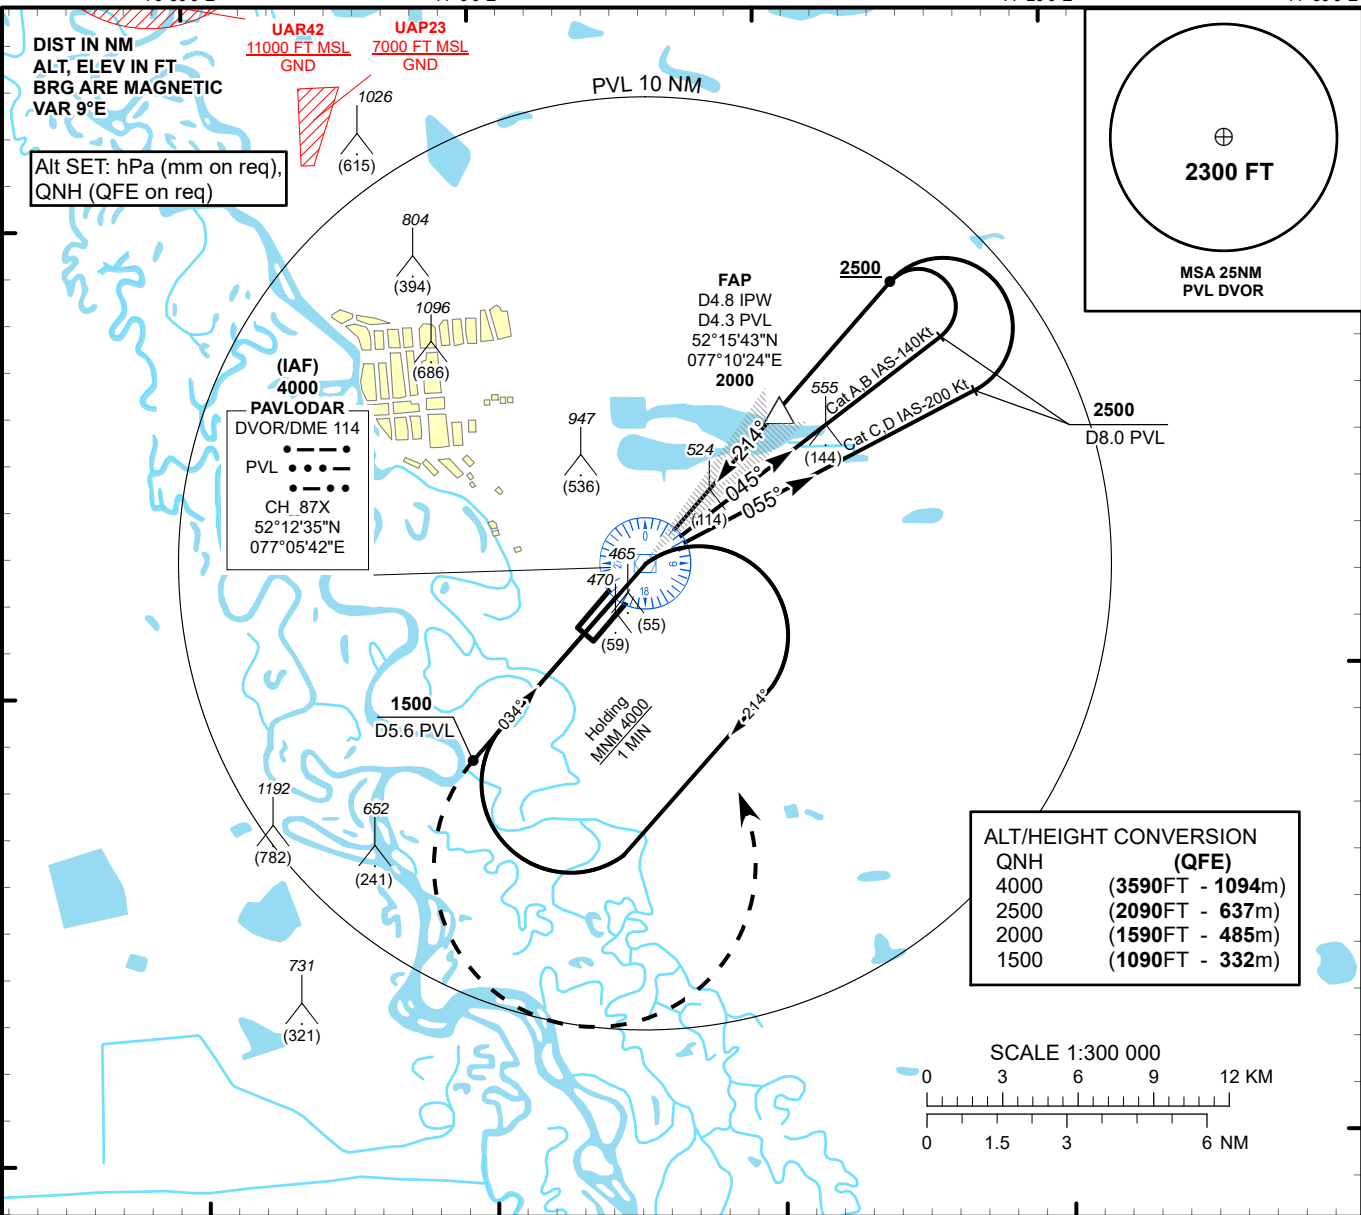 DIST IN NM
ALT, ELEV IN FT
BRG ARE MAGNETIC
VAR 9°E
UAR42
11000 FT MSL
GND
UAP23
7000 FT MSL
GND
Alt SET: hPa (mm on req),
QNH (QFE on req)
1026
(615)
PVL 10 NM
2300 FT
MSA 25NM
PVL DVOR
804
(394)
1096
(686)
FAP
D4.8 IPW
D4.3 PVL
52°15'43"N
077°10'24"E
2000
2500
Cat A,B IAS-140Kt
Cat C,D IAS-200 Kt
2500
D8.0 PVL
(IAF)
4000
PAVLODAR
DVOR/DME 114
PVL
CH 87X
52°12'35"N
077°05'42"E
947
(536)
555
(144)
524
(114)
214°
045°
055°
0
9
18
465
(55)
470
(59)
1500
D5.6 PVL
034°
Holding
MNM 4000
1 MIN
214°
1192
(782)
652
(241)
731
(321)
ALT/HEIGHT CONVERSION
QNH (QFE)
4000 (3590FT - 1094m)
2500 (2090FT - 637m)
2000 (1590FT - 485m)
1500 (1090FT - 332m)
SCALE 1:300 000
0 3 6 9 12 KM
0 1.5 3 6 NM